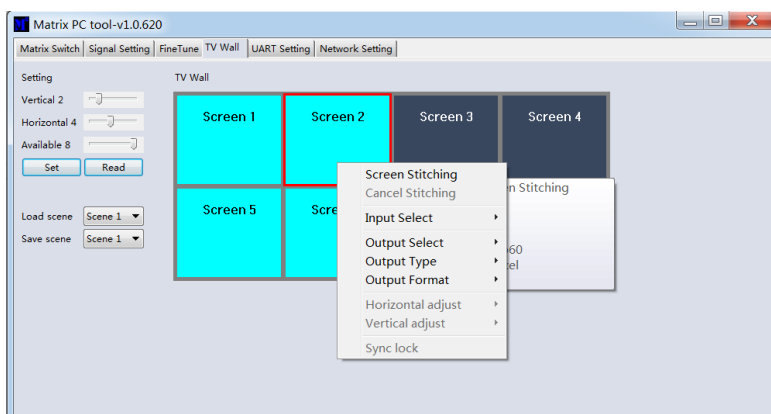 Matrix PC tool-v1.0.620
Matrix Switch Signal Setting FineTune TV Wall UART Setting Network Setting
Setting
TV Wall
Vertical 2
Horizontal 4
Available 8
Set Read
Load scene Scene 1
Save scene Scene 1
Screen 1 Screen 2 Screen 3 Screen 4
Screen 5
Screen Stitching
Cancel Stitching
Input Select
Output Select
Output Type
Output Format
Horizontal adjust
Vertical adjust
Sync lock
Stitching